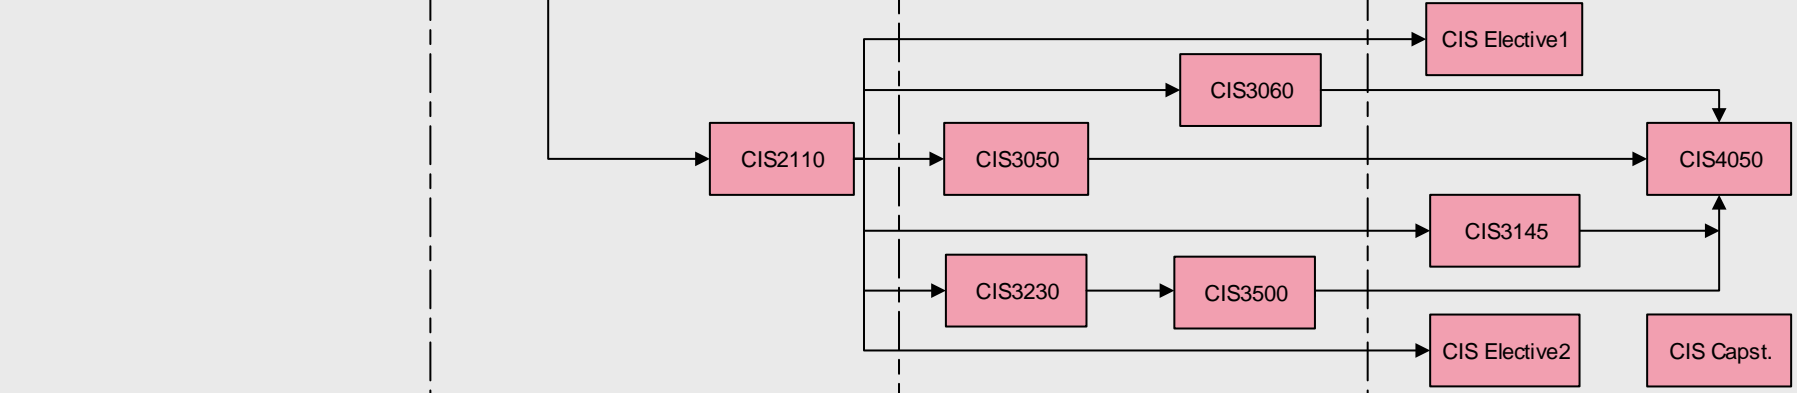 CIS Elective1
CIS3060
CIS2110
CIS3050
CIS4050
CIS3145
CIS3230
CIS3500
CIS Elective2
CIS Capst.